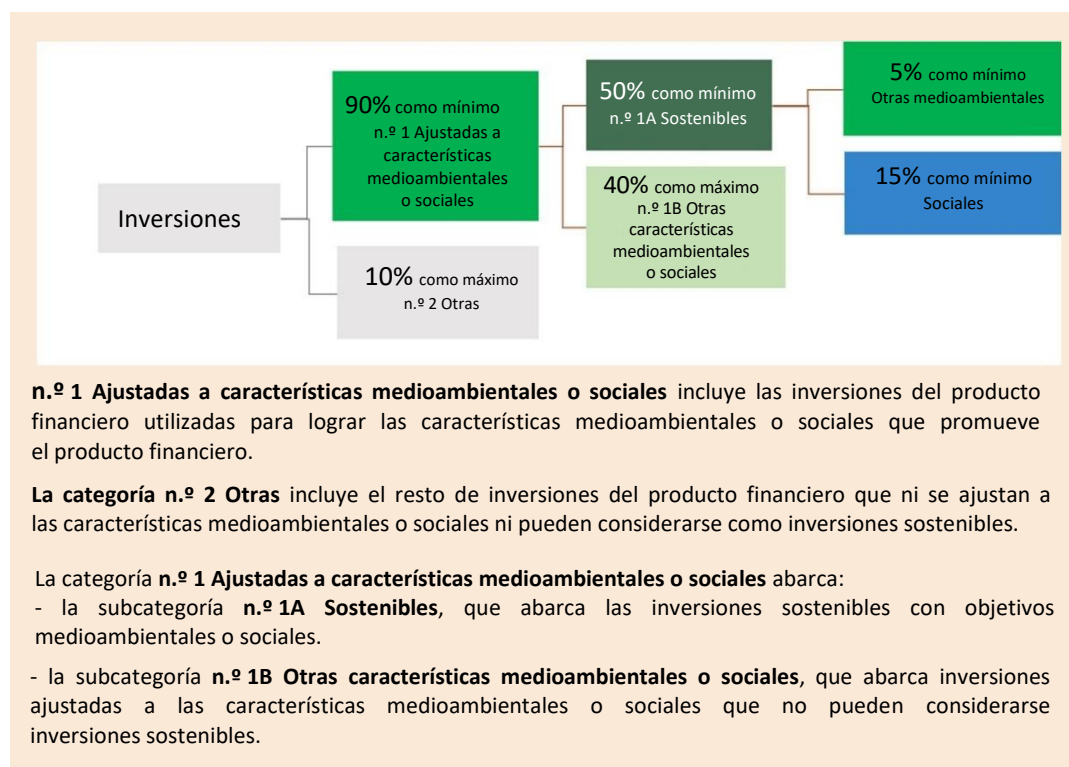 Inversiones
90% como mínimo
n.º 1 Ajustadas a
características
medioambientales
o sociales
10% como máximo
n.º 2 Otras
50% como mínimo
n.º 1A Sostenibles
40% como máximo
n.º 1B Otras
características
medioambientales
o sociales
5% como mínimo
Otras medioambientales
15% como mínimo
Sociales
n.º 1 Ajustadas a características medioambientales o sociales incluye las inversiones del producto
financiero utilizadas para lograr las características medioambientales o sociales que promueve
el producto financiero.
La categoría n.º 2 Otras incluye el resto de inversiones del producto financiero que ni se ajustan a
las características medioambientales o sociales ni pueden considerarse como inversiones sostenibles.
La categoría n.º 1 Ajustadas a características medioambientales o sociales abarca:
- la subcategoría n.º 1A Sostenibles, que abarca las inversiones sostenibles con objetivos
medioambientales o sociales.
- la subcategoría n.º 1B Otras características medioambientales o sociales, que abarca inversiones
ajustadas a las características medioambientales o sociales que no pueden considerarse
inversiones sostenibles.